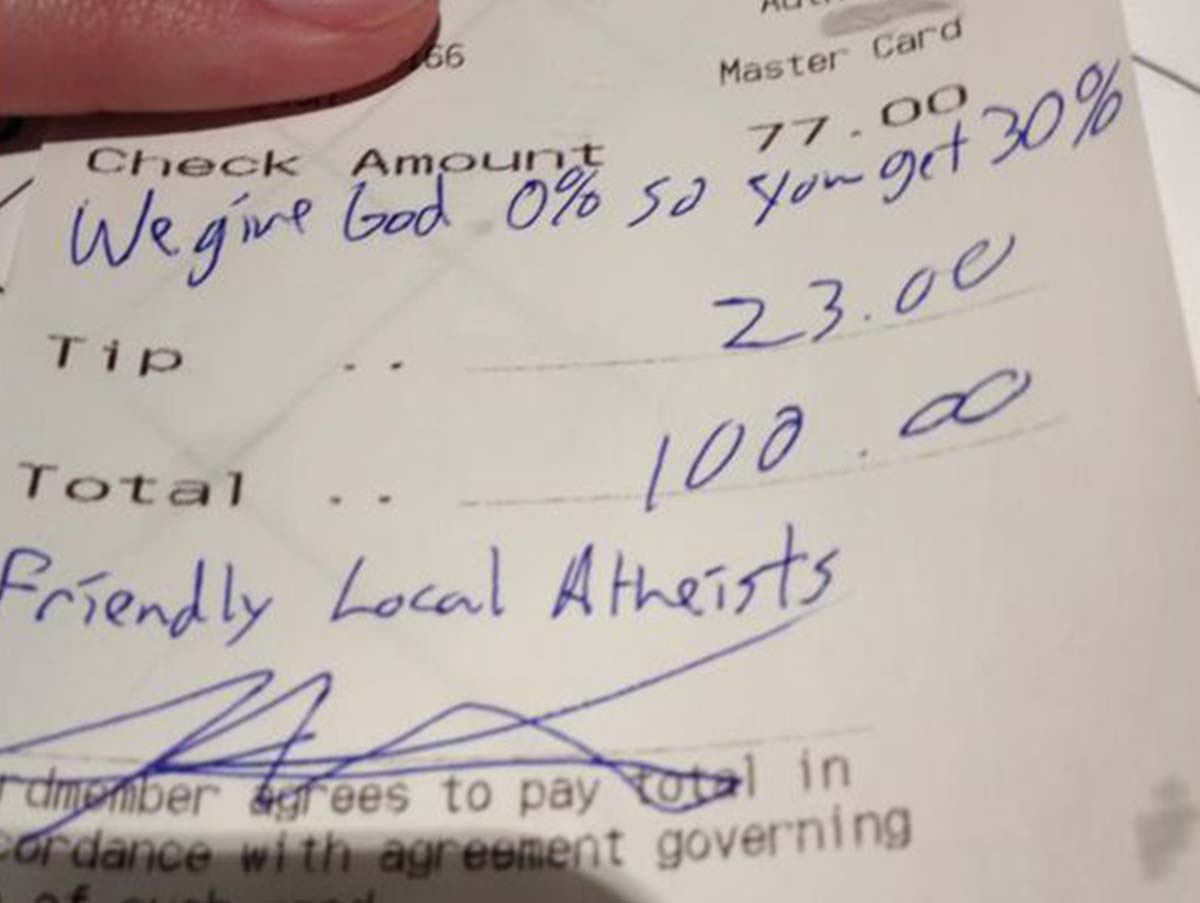 66
Master Card
Check Amount 77.00
We give God 0% so you get 30%
Tip .. 23.00
Total .. 100.00
Friendly Local Atheists
rdmember agrees to pay total in
cordance with agreement governing